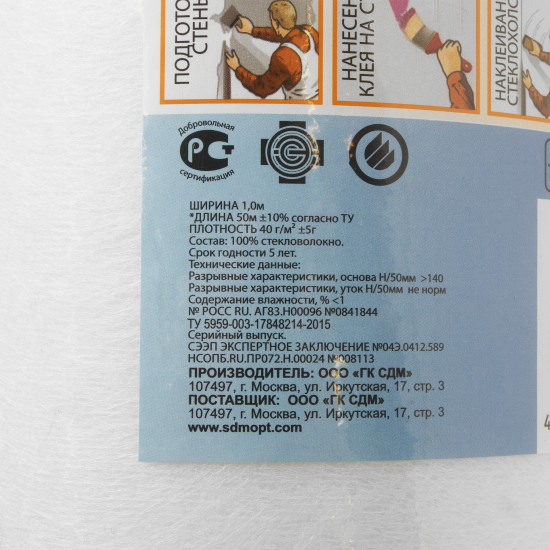 ПОДГОТО
СТЕНЫ
НАНЕСЕН
КЛЕЯ НА С
НАКЛЕИВАН
СТЕКЛОХОЛС
Добровольная
РСТ
сертификация
ШИРИНА 1,0м
*ДЛИНА 50м ±10% согласно ТУ
ПЛОТНОСТЬ 40 г/м² ±5г
Состав: 100% стекловолокно.
Срок годности 5 лет.
Технические данные:
Разрывные характеристики, основа Н/50мм >140
Разрывные характеристики, уток Н/50мм не норм
Содержание влажности, % <1
№ РОСС RU. АГ83.Н00096 №0841844
ТУ 5959-003-17848214-2015
Серийный выпуск.
СЭЭП ЭКСПЕРТНОЕ ЗАКЛЮЧЕНИЕ №04Э.0412.589
НСОПБ.RU.ПР072.Н.00024 №008113
ПРОИЗВОДИТЕЛЬ: ООО «ГК СДМ»
107497, г. Москва, ул. Иркутская, 17, стр. 3
ПОСТАВЩИК: ООО «ГК СДМ»
107497, г. Москва, ул. Иркутская, 17, стр. 3
www.sdmopt.com
4